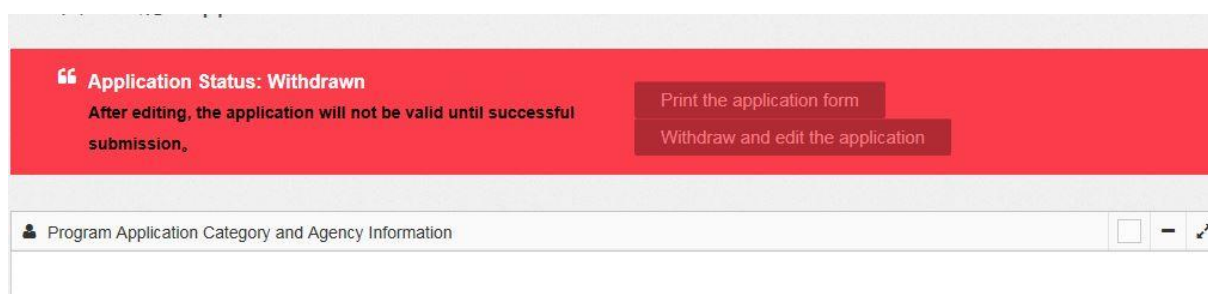 Application Status: Withdrawn
After editing, the application will not be valid until successful
submission。
Print the application form
Withdraw and edit the application
Program Application Category and Agency Information